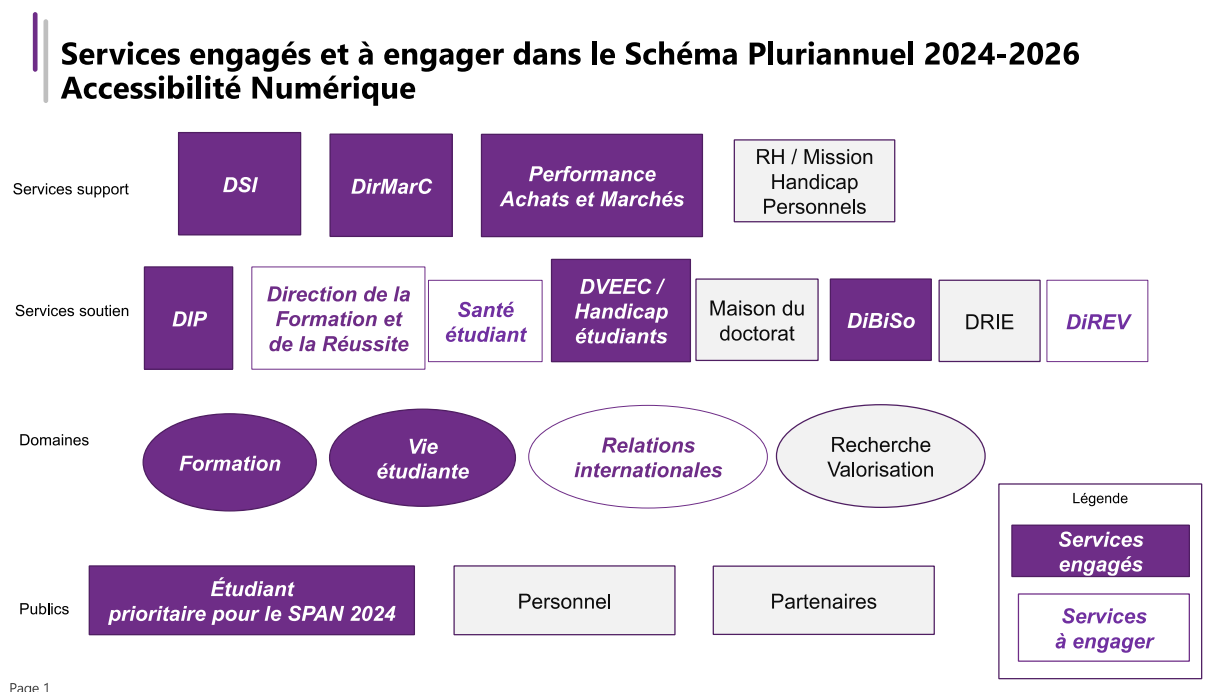 Services engagés et à engager dans le Schéma Pluriannuel 2024-2026
Accessibilité Numérique
Services support
DSI
DirMarC
Performance
Achats et Marchés
RH / Mission
Handicap
Personnels
Services soutien
DIP
Direction de la
Formation et
de la Réussite
Santé
étudiant
DVEEC /
Handicap
étudiants
Maison du
doctorat
DiBiSo
DRIE
DiREV
Domaines
Formation
Vie
étudiante
Relations
internationales
Recherche
Valorisation
Légende
Services
engagés
Services
à engager
Publics
Étudiant
prioritaire pour le SPAN 2024
Personnel
Partenaires
Page 1